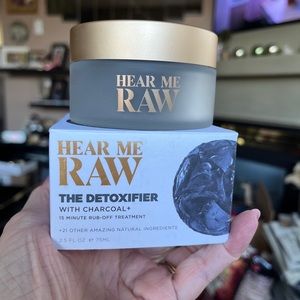 HEAR ME
RAW
HEAR ME
RAW
THE DETOXIFIER
WITH CHARCOAL+
15 MINUTE RUB-OFF TREATMENT
+21 OTHER AMAZING NATURAL INGREDIENTS
2.5 FL OZ ℮ 75ML